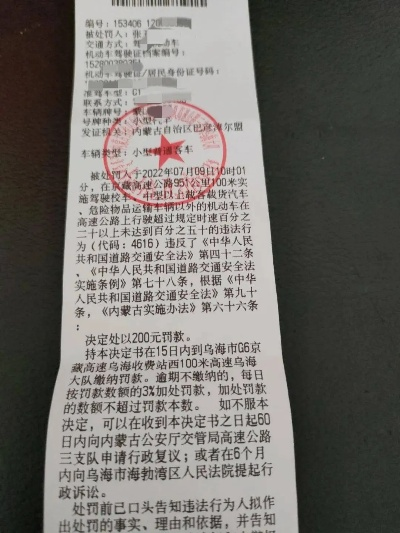 编号：153406 12
被处罚人：张
交通方式：驾 动车
机动车驾驶证档案编号：
机动车驾驶证/居民身份证号码：
准驾车型：C1
联系方式：
机动车号牌：蒙
号牌种类：小型汽车
发证机关：内蒙古自治区巴彦淖尔盟
车辆类型：小型普通客车
被处罚人于2022年07月09日10时01
分，在京藏高速公路951公里100米实
施驾驶校车、中型以上载客载货汽车
、危险物品运输车辆以外的机动车在
高速公路上行驶超过规定时速百分之
二十以上未达到百分之五十的违法行
为（代码：4616）违反了《中华人民
共和国道路交通安全法》第四十二条
、《中华人民共和国道路交通安全法
实施条例》第七十八条，根据《中华
人民共和国道路交通安全法》第九十
条，《内蒙古实施办法》第六十六条
：
决定处以200元罚款。
持本决定书在15日内到乌海市G6京
藏高速乌海收费站西100米高速乌海
大队缴纳罚款。逾期不缴纳的，每日
按罚款数额的3%加处罚款，加处罚款
的数额不超过罚款本数。 如不服本
决定，可以在收到本决定书之日起60
日内向内蒙古公安厅交管局高速公路
三支队申请行政复议；或者在6个月
内向乌海市海勃湾区人民法院提起行
政诉讼。
处罚前已口头告知违法行为人拟作
出处罚的事实、理由和依据，并告知